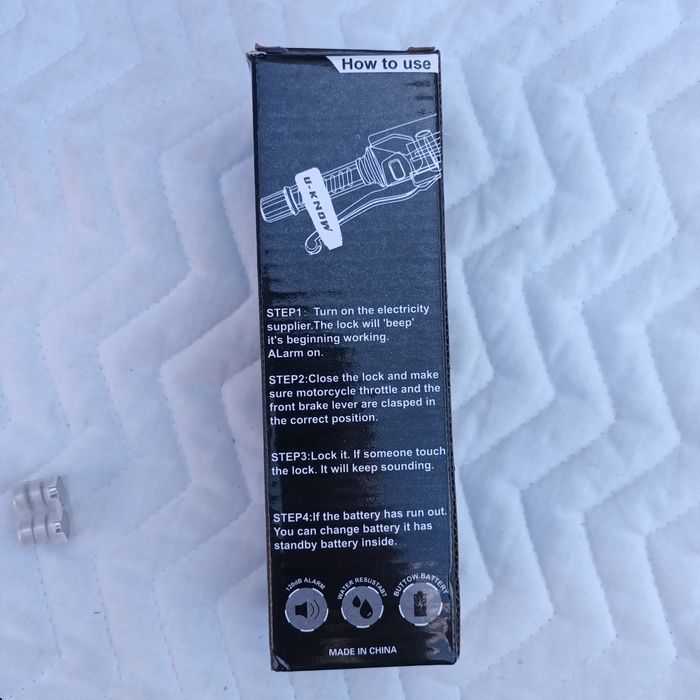 How to use
U-KNOW
STEP1: Turn on the electricity
supplier.The lock will 'beep'
it's beginning working.
ALarm on.
STEP2:Close the lock and make
sure motorcycle throttle and the
front brake lever are clasped in
the correct position.
STEP3:Lock it. If someone touch
the lock. It will keep sounding.
STEP4:If the battery has run out.
You can change battery it has
standby battery inside.
120dB ALARM
WATER RESUSTABT
BUTTOW BATTERY
MADE IN CHINA